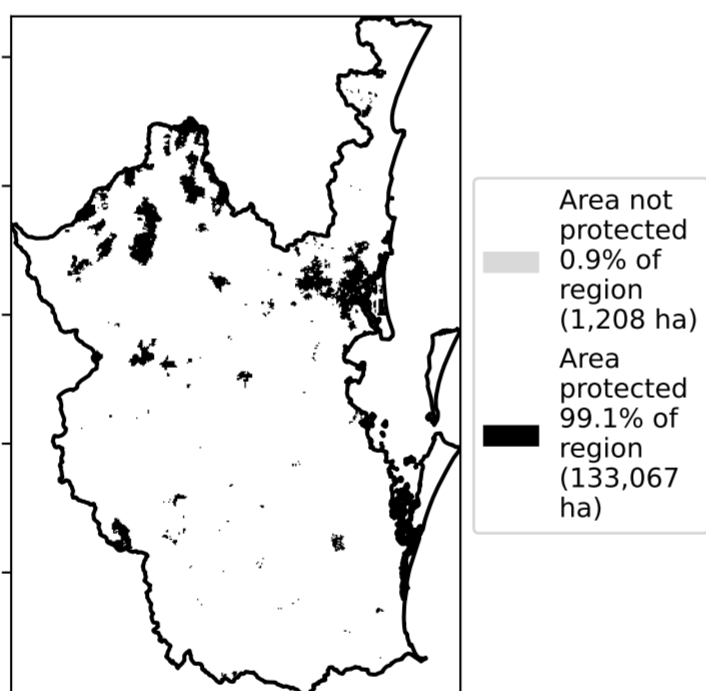 Area not
protected
0.9% of
region
(1,208 ha)
Area
protected
99.1% of
region
(133,067
ha)